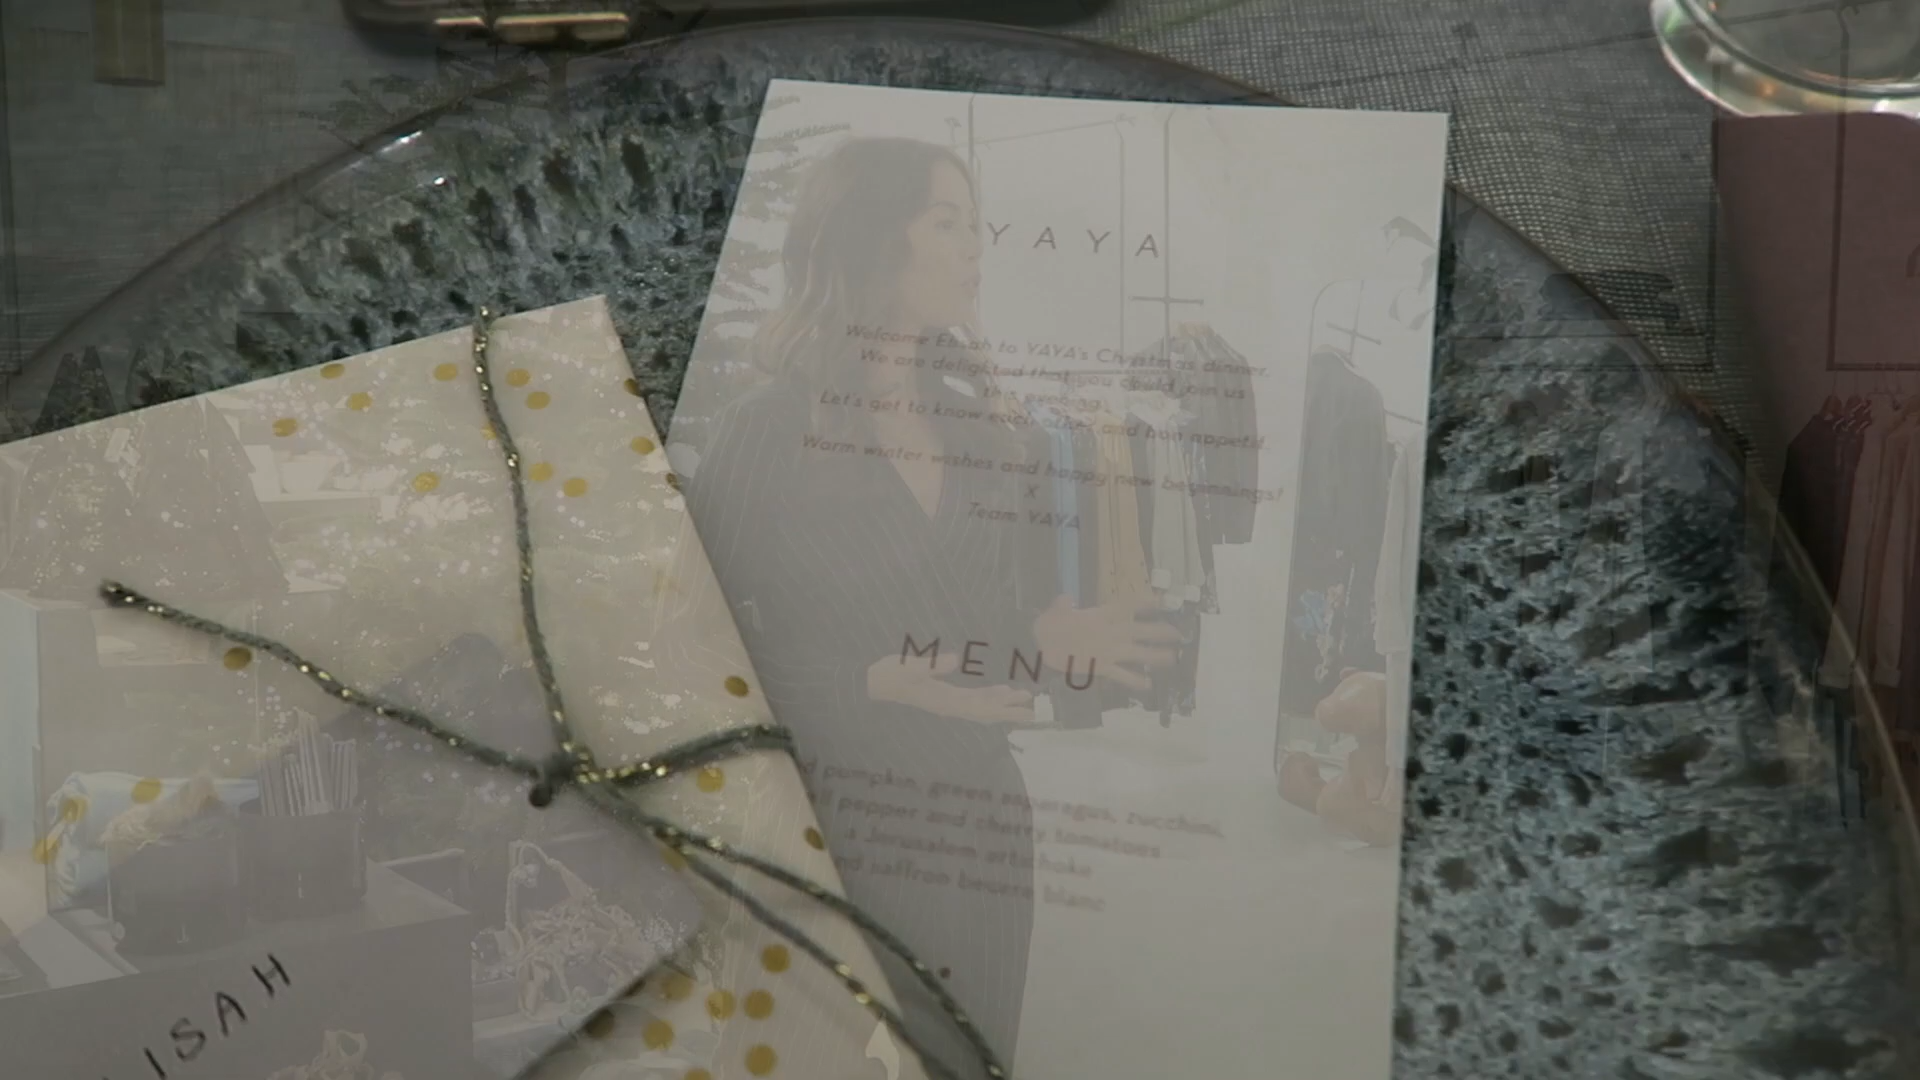 YAYA
Welcome Elisah to YAYA's Christmas dinner.
We are delighted that you could join us
this evening.
Let's get to know each other and bon appetit.
Warm winter wishes and happy new beginnings!
X
Team YAYA
MENU
pumpkin, green asparagus, zucchini,
pepper and cherry tomatoes
Jerusalem artichoke
saffron beurre blanc
LISAH